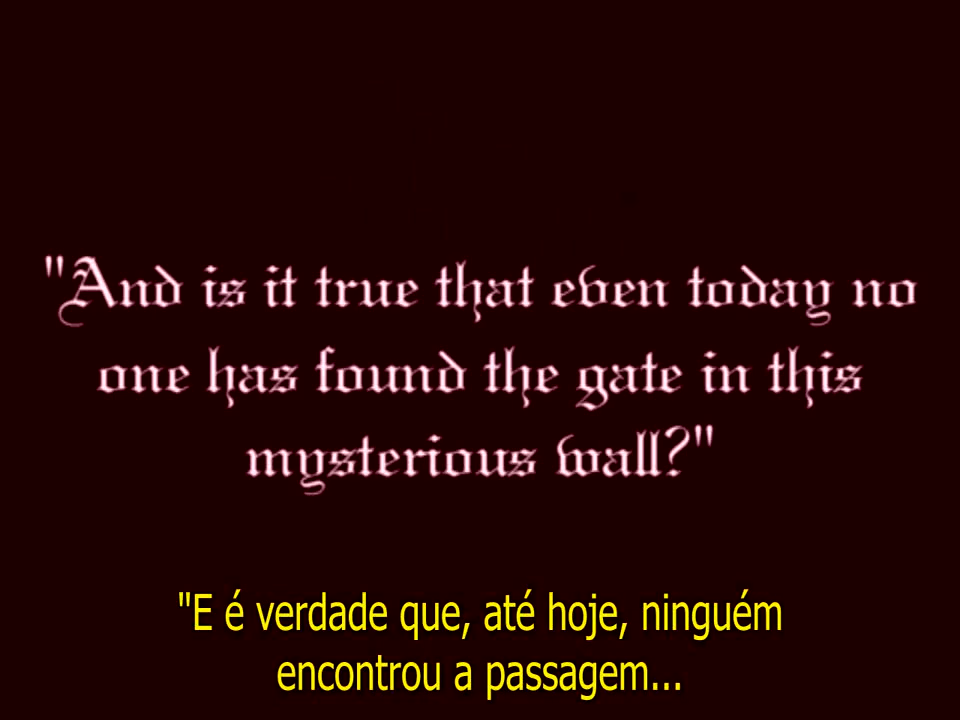 "And is it true that even today no
one has found the gate in this
mysterious wall?"
"E é verdade que, até hoje, ninguém
encontrou a passagem...